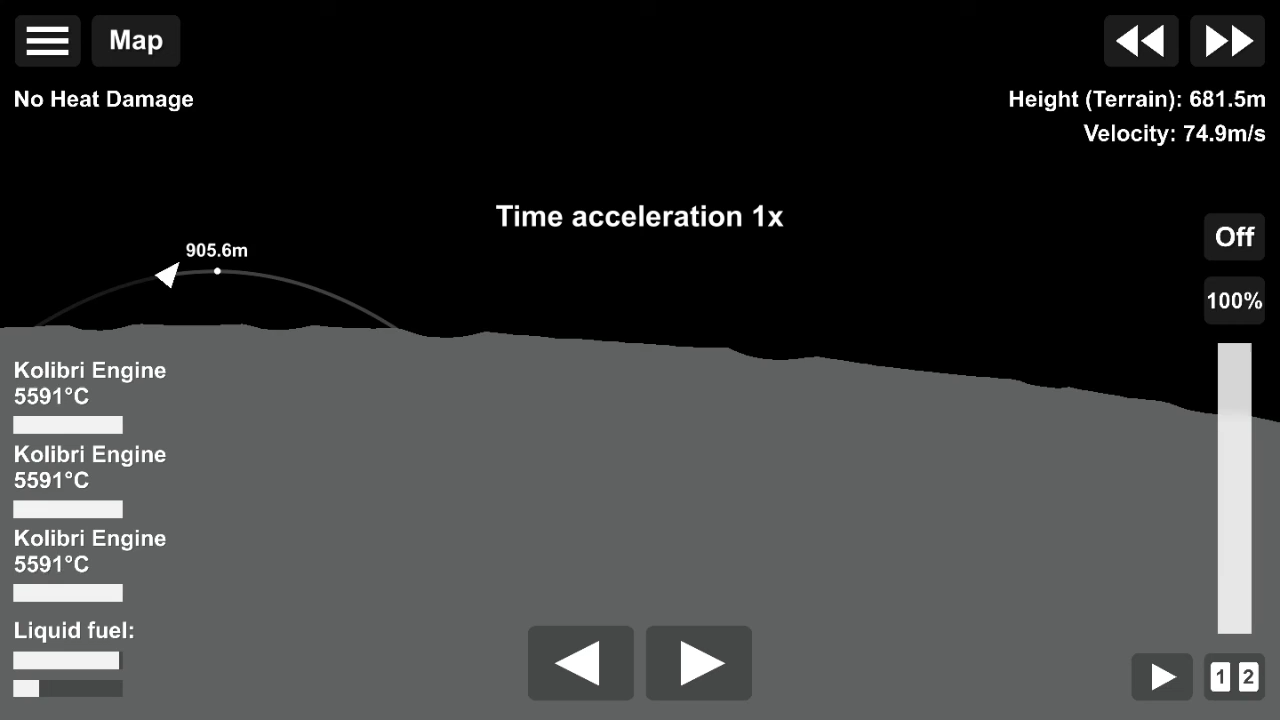 Map
No Heat Damage
Height (Terrain): 681.5m
Velocity: 74.9m/s
Time acceleration 1x
Off
905.6m
100%
Kolibri Engine
5591°C
Kolibri Engine
5591°C
Kolibri Engine
5591°C
Liquid fuel:
1 2